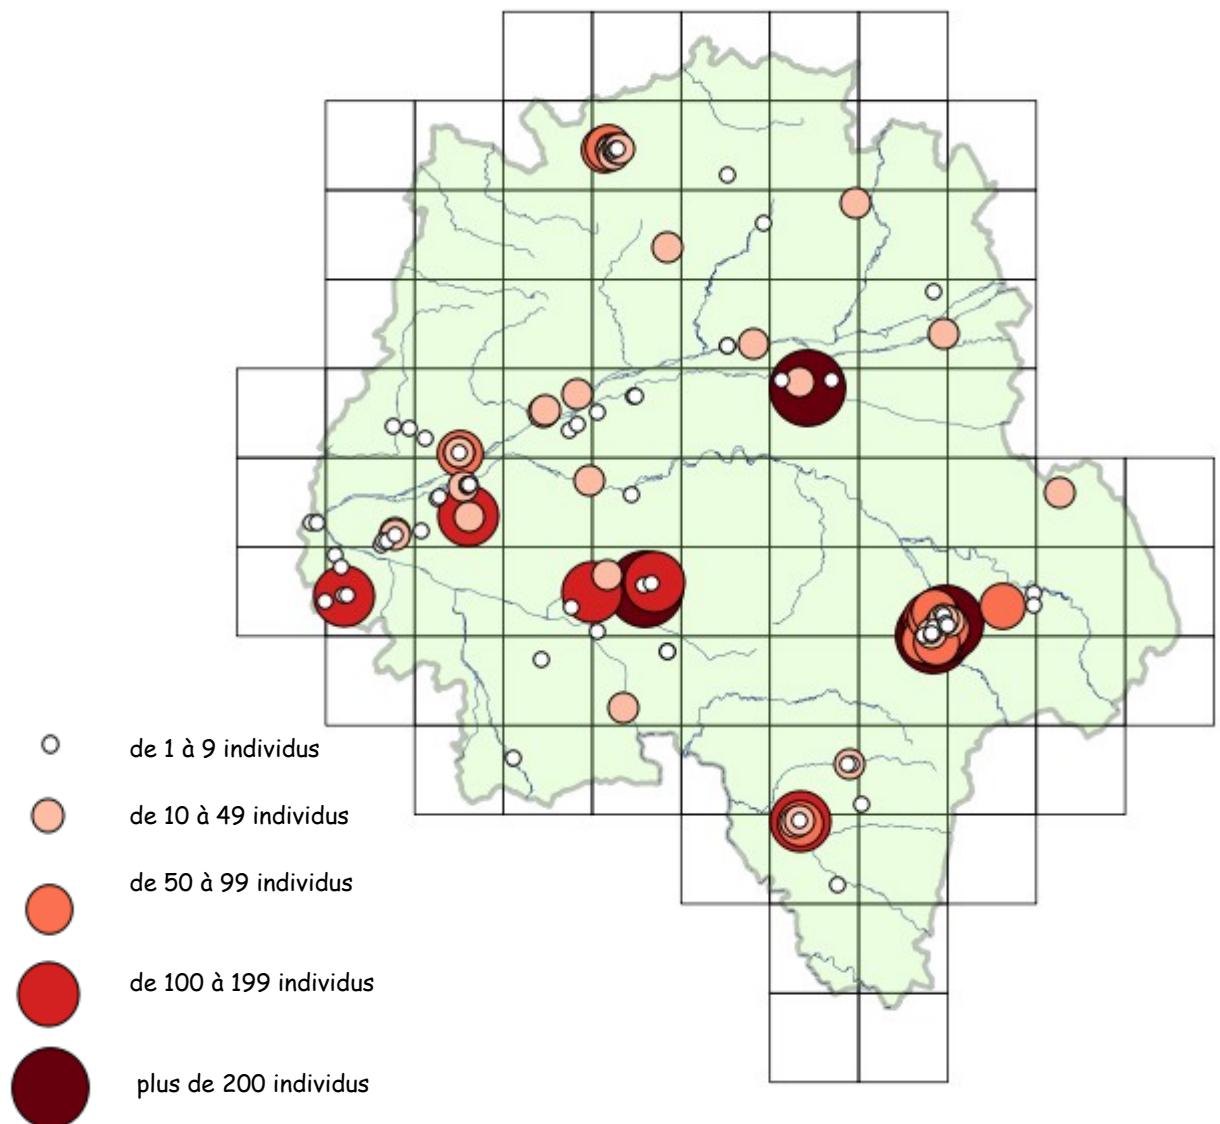 de 1 à 9 individus
de 10 à 49 individus
de 50 à 99 individus
de 100 à 199 individus
plus de 200 individus